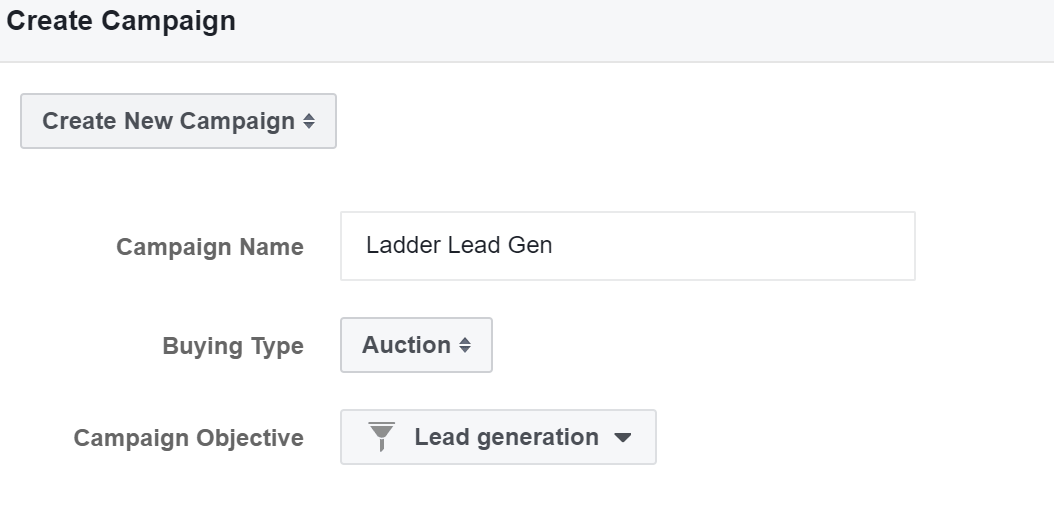 Create Campaign
Create New Campaign
Campaign Name Ladder Lead Gen
Buying Type Auction
Campaign Objective Lead generation